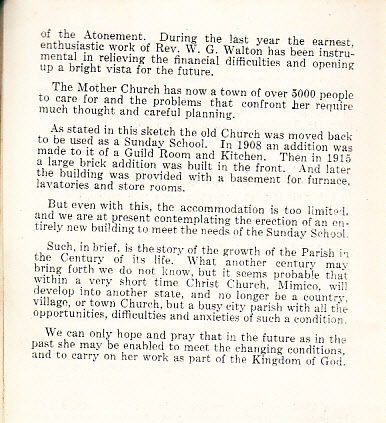 of the Atonement. During the last year the earnest,
enthusiastic work of Rev. W. G. Walton has been instru-
mental in relieving the financial difficulties and opening
up a bright vista for the future.
The Mother Church has now a town of over 5000 people
to care for and the problems that confront her require
much thought and careful planning.
As stated in this sketch the old Church was moved back
to be used as a Sunday School. In 1908 an addition was
made to it of a Guild Room and Kitchen. Then in 1915
a large brick addition was built in the front. And later
the building was provided with a basement for furnace,
lavatories and store rooms.
But even with this, the accommodation is too limited,
and we are at present contemplating the erection of an en-
tirely new building to meet the needs of the Sunday School.
Such, in brief, is the story of the growth of the Parish in
the Century of its life. What another century may
bring forth we do not know, but it seems probable that
within a very short time Christ Church, Mimico, will
develop into another state, and no longer be a country,
village, or town Church, but a busy city parish with all the
opportunities, difficulties and anxieties of such a condition.
We can only hope and pray that in the future as in the
past she may be enabled to meet the changing conditions,
and to carry on her work as part of the Kingdom of God.